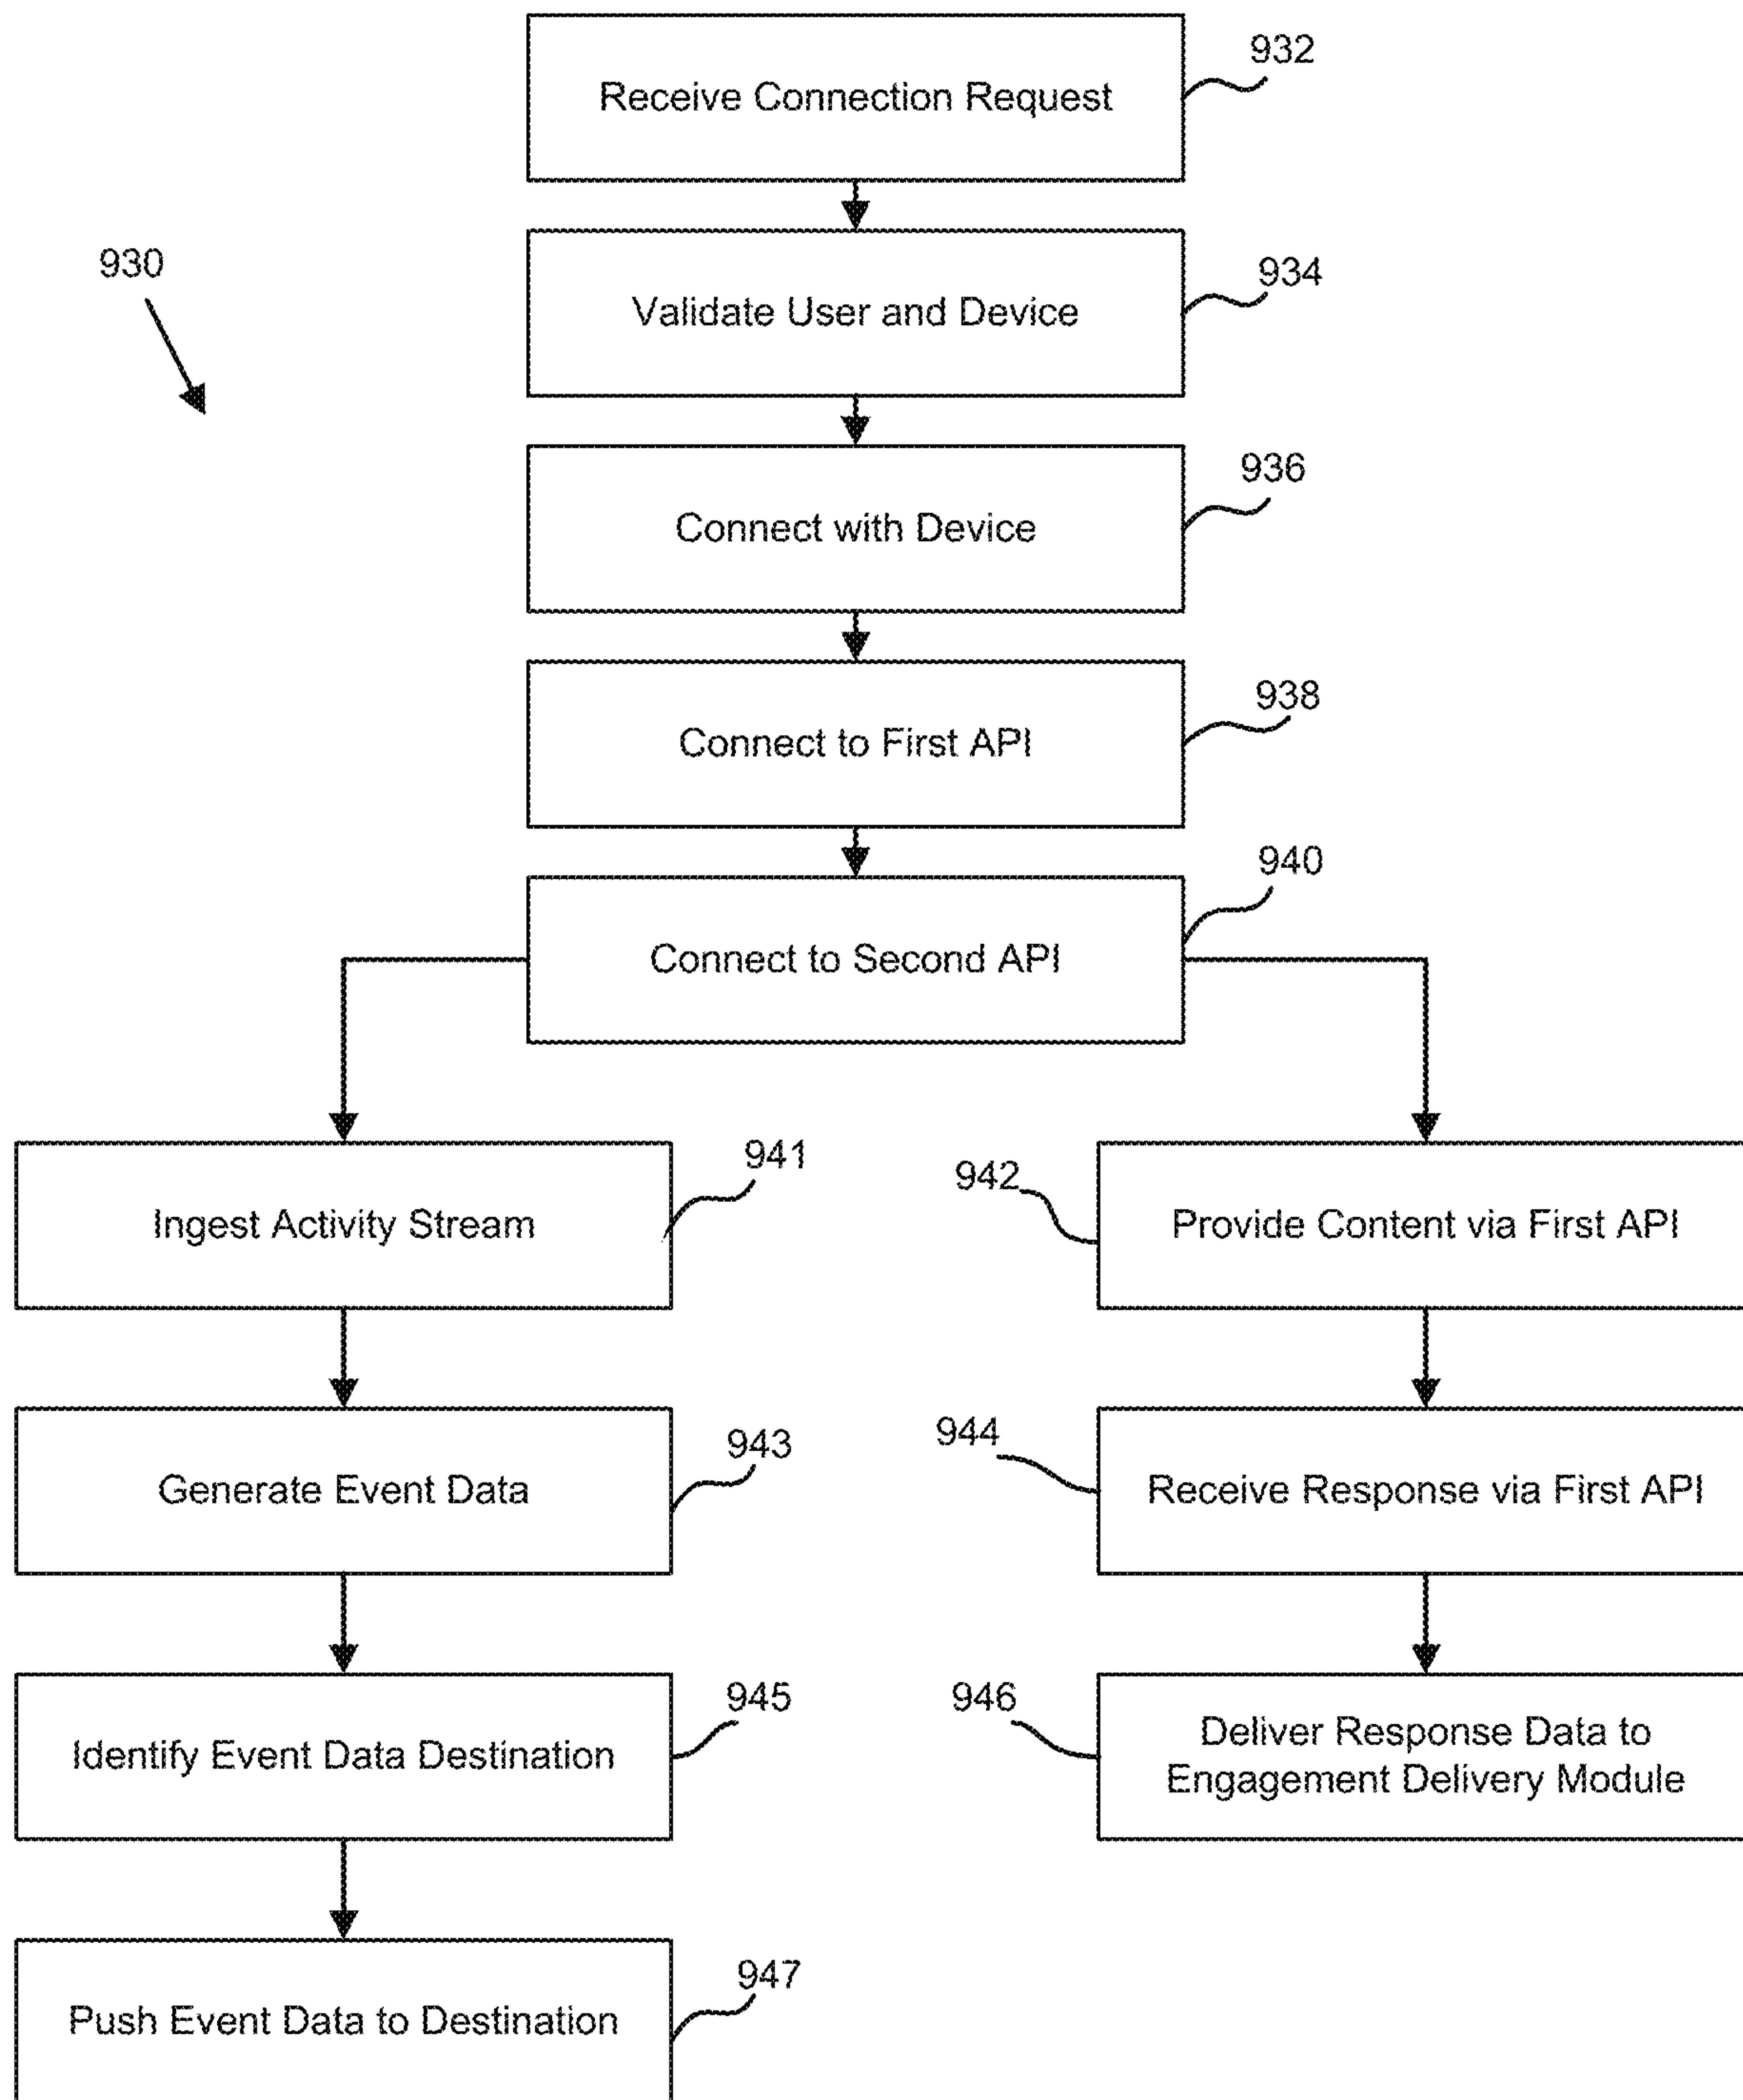 932
Receive Connection Request
930
934
Validate User and Device
936
Connect with Device
938
Connect to First API
940
Connect to Second API
941
Ingest Activity Stream
942
Provide Content via First API
943
Generate Event Data
944
Receive Response via First API
945
Identify Event Data Destination
946
Deliver Response Data to
Engagement Delivery Module
947
Push Event Data to Destination